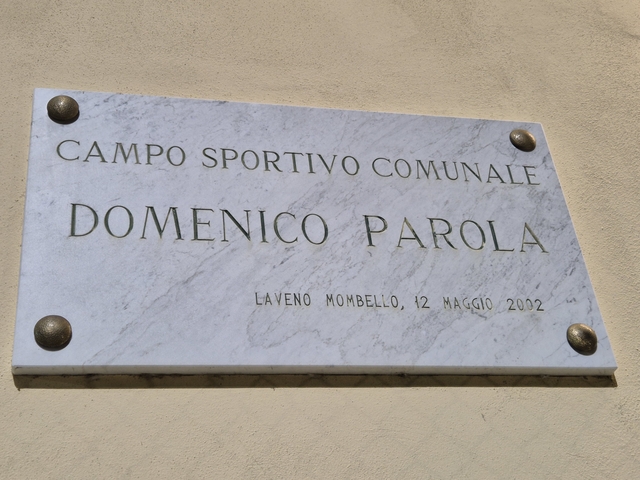 CAMPO SPORTIVO COMUNALE
DOMENICO PAROLA
LAVENO MOMBELLO, 12 MAGGIO 2002